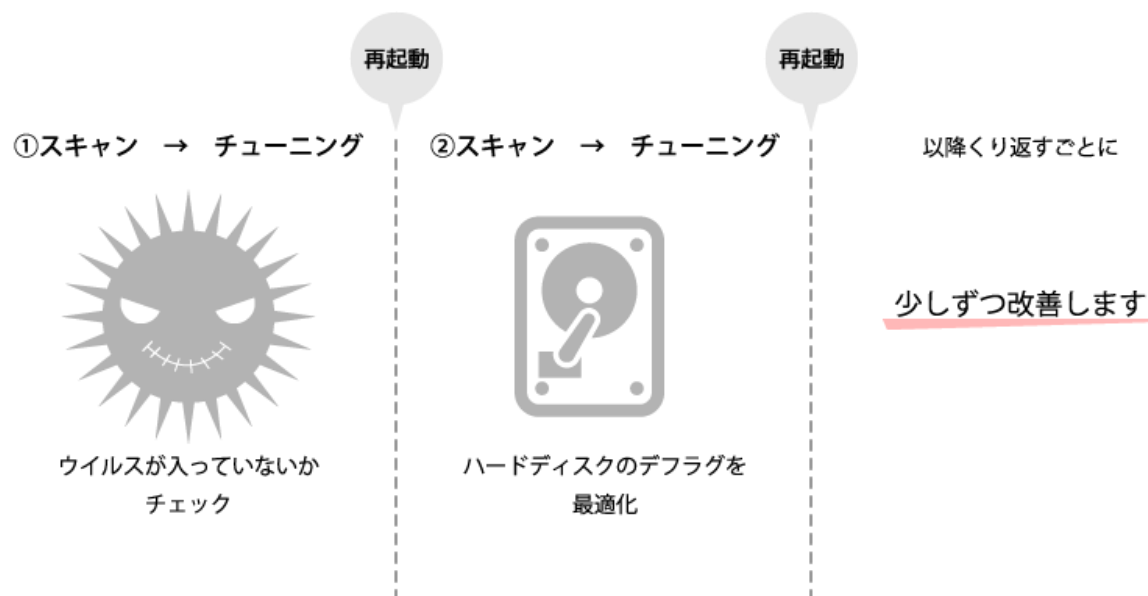 再起動
再起動
①スキャン → チューニング
②スキャン → チューニング
以降くり返すごとに
少しずつ改善します
ウイルスが入っていないか
チェック
ハードディスクのデフラグを
最適化